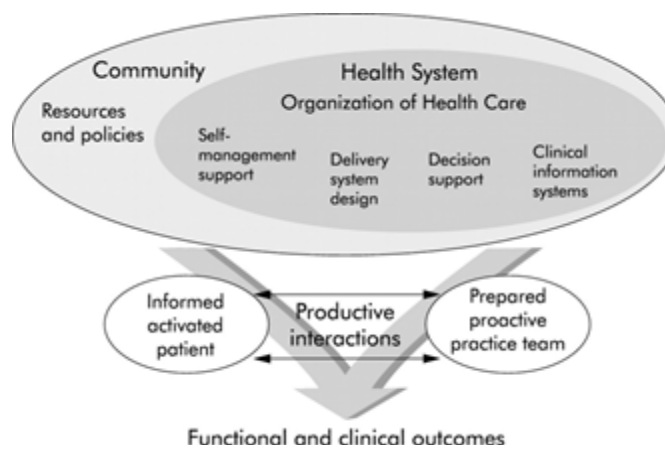 Community
Health System
Organization of Health Care
Resources
and policies
Self-
management
support
Delivery
system
design
Decision
support
Clinical
information
systems
Informed
activated
patient
Productive
interactions
Prepared
proactive
practice team
Functional and clinical outcomes